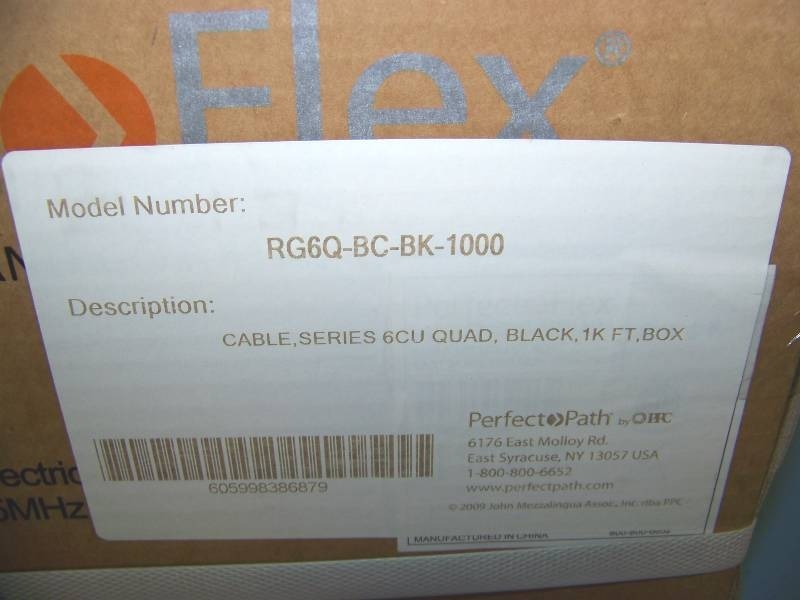 Flex®
Model Number:
RG6Q-BC-BK-1000
Description:
CABLE,SERIES 6CU QUAD, BLACK,1K FT,BOX
PerfectPath by PPC
6176 East Molloy Rd.
East Syracuse, NY 13057 USA
1-800-800-6652
www.perfectpath.com
605998386879
© 2009 John Mezzalingua Assoc., Inc. dba PPC
MANUFACTURED IN CHINA
MHz